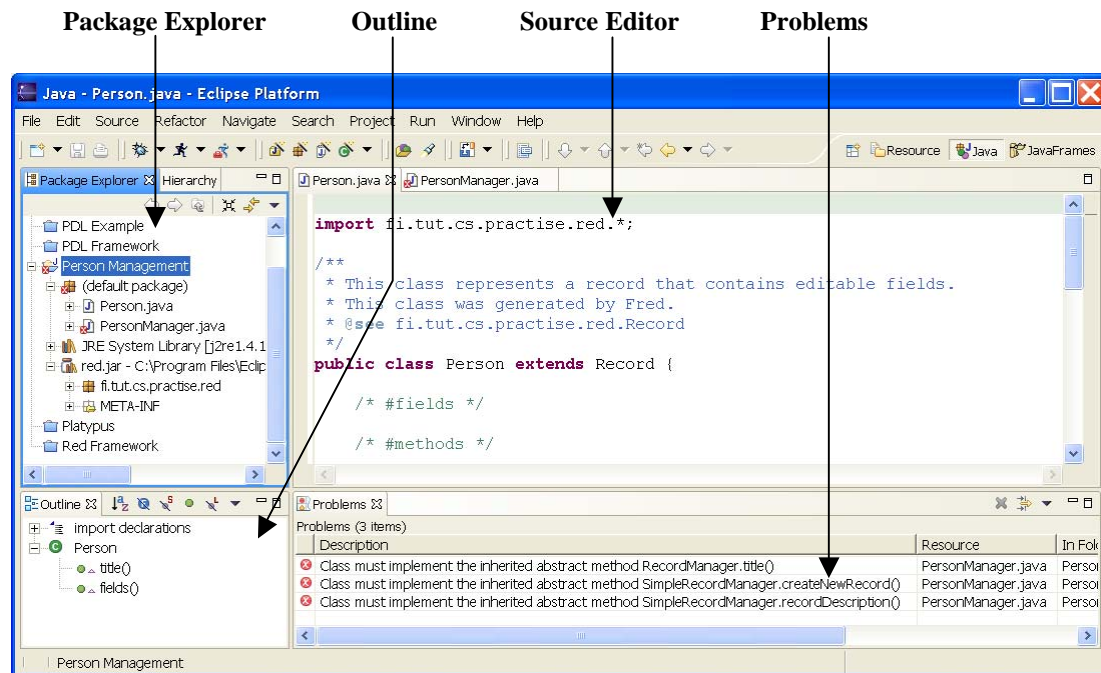 Package Explorer Outline Source Editor Problems
Java - Person.java - Eclipse Platform
File Edit Source Refactor Navigate Search Project Run Window Help
Resource Java JavaFrames
Package Explorer Hierarchy
Person.java PersonManager.java
PDL Example
PDL Framework
Person Management
(default package)
Person.java
PersonManager.java
JRE System Library [j2re1.4.1
red.jar - C:\Program Files\Eclip
fi.tut.cs.practise.red
META-INF
Platypus
Red Framework
import fi.tut.cs.practise.red.*;
/**
* This class represents a record that contains editable fields.
* This class was generated by Fred.
* @see fi.tut.cs.practise.red.Record
*/
public class Person extends Record {
/* #fields */
/* #methods */
Outline
import declarations
Person
title()
fields()
Problems
Problems (3 items)
Description Resource In Fol
Class must implement the inherited abstract method RecordManager.title() PersonManager.java Perso
Class must implement the inherited abstract method SimpleRecordManager.createNewRecord() PersonManager.java Perso
Class must implement the inherited abstract method SimpleRecordManager.recordDescription() PersonManager.java Perso
Person Management